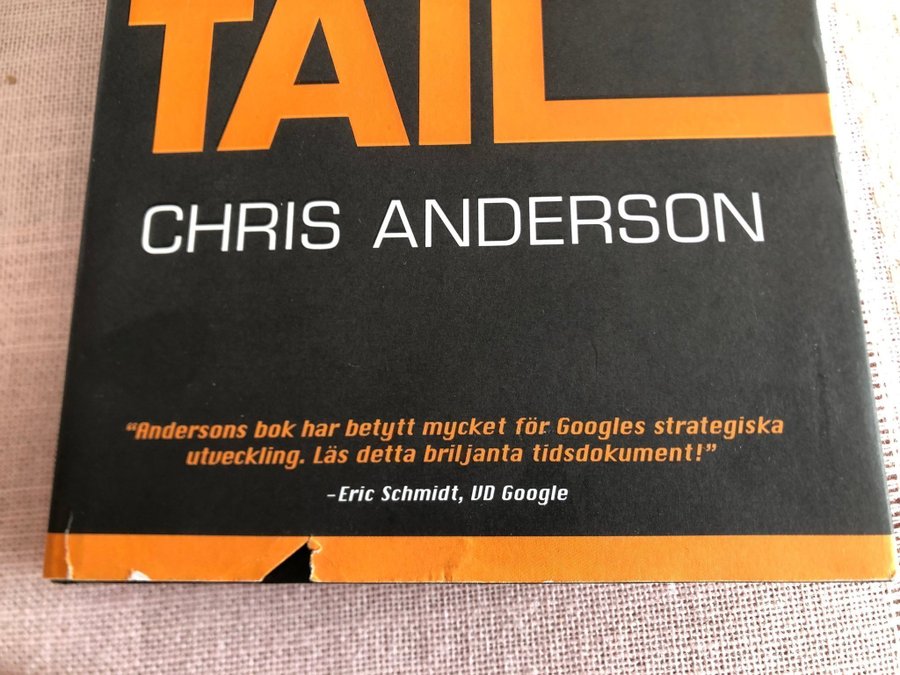 TAIL
CHRIS ANDERSON
“Andersons bok har betytt mycket för Googles strategiska
utveckling. Läs detta briljanta tidsdokument!”
–Eric Schmidt, VD Google